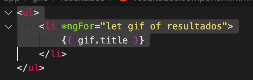 <ul>
<li *ngFor="let gif of resultados">
{{ gif.title }}
</li>
</ul>